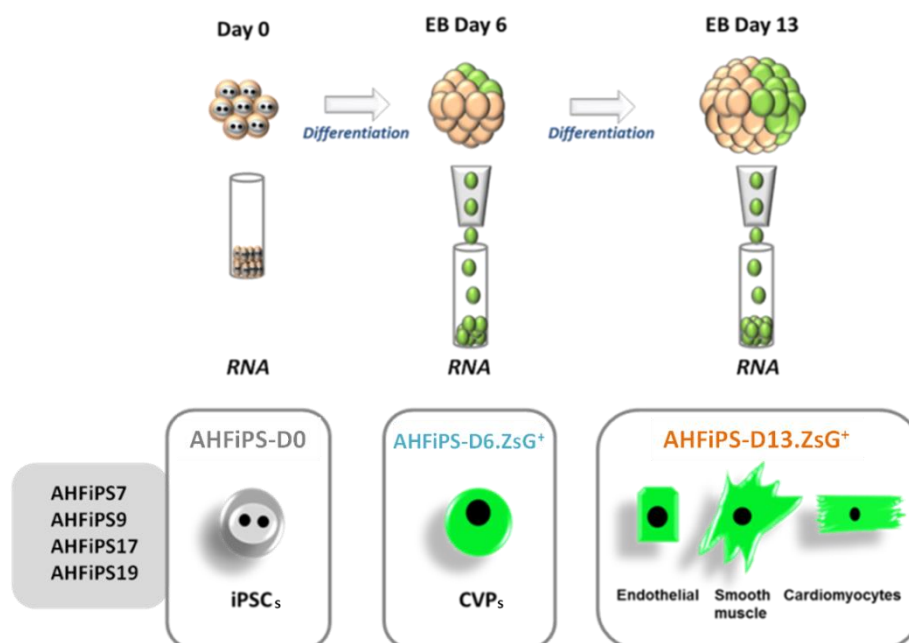 Day 0
EB Day 6
EB Day 13
Differentiation
Differentiation
RNA
RNA
RNA
AHFiPS7
AHFiPS9
AHFiPS17
AHFiPS19
AHFiPS-D0
iPSCs
AHFiPS-D6.ZsG⁺
CVPs
AHFiPS-D13.ZsG⁺
Endothelial
Smooth
muscle
Cardiomyocytes